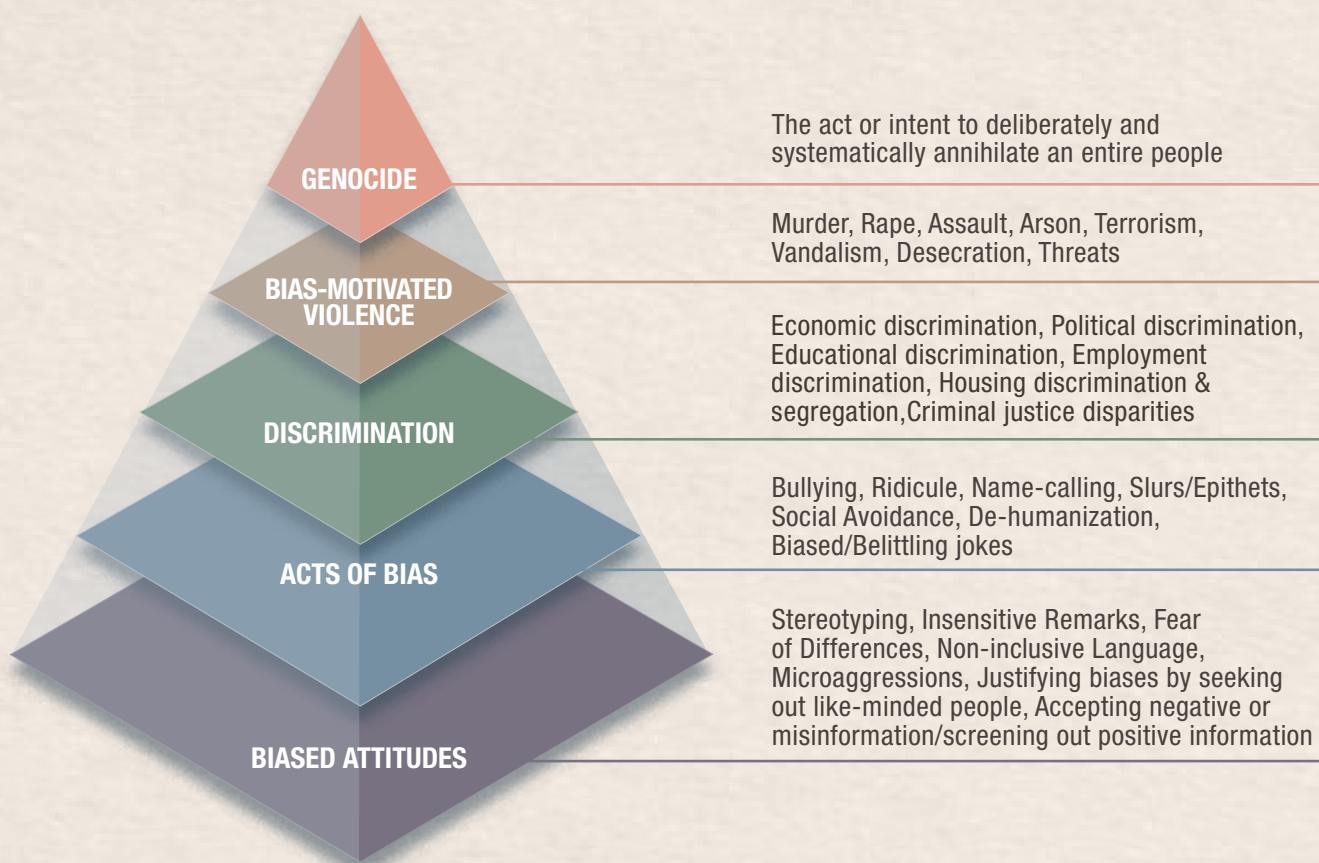 GENOCIDE
The act or intent to deliberately and
systematically annihilate an entire people
BIAS-MOTIVATED
VIOLENCE
Murder, Rape, Assault, Arson, Terrorism,
Vandalism, Desecration, Threats
DISCRIMINATION
Economic discrimination, Political discrimination,
Educational discrimination, Employment
discrimination, Housing discrimination &
segregation,Criminal justice disparities
ACTS OF BIAS
Bullying, Ridicule, Name-calling, Slurs/Epithets,
Social Avoidance, De-humanization,
Biased/Belittling jokes
BIASED ATTITUDES
Stereotyping, Insensitive Remarks, Fear
of Differences, Non-inclusive Language,
Microaggressions, Justifying biases by seeking
out like-minded people, Accepting negative or
misinformation/screening out positive information